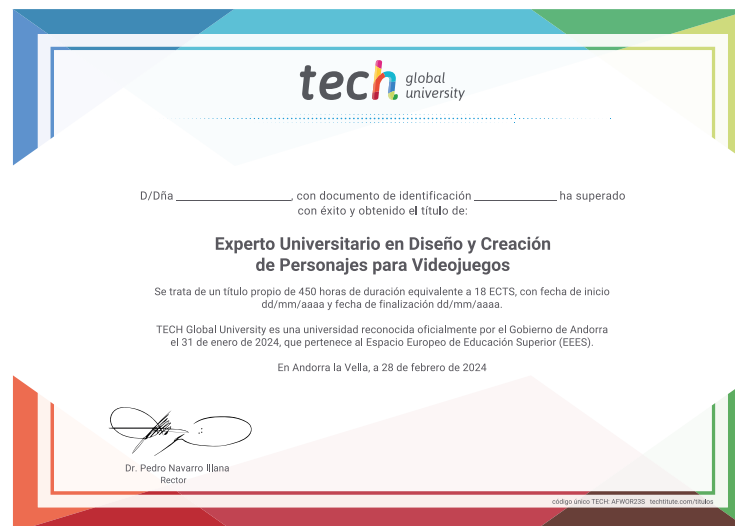 tech global university
D/Dña ____________________, con documento de identificación ______________ ha superado
con éxito y obtenido el título de:
Experto Universitario en Diseño y Creación
de Personajes para Videojuegos
Se trata de un título propio de 450 horas de duración equivalente a 18 ECTS, con fecha de inicio
dd/mm/aaaa y fecha de finalización dd/mm/aaaa.
TECH Global University es una universidad reconocida oficialmente por el Gobierno de Andorra
el 31 de enero de 2024, que pertenece al Espacio Europeo de Educación Superior (EEES).
En Andorra la Vella, a 28 de febrero de 2024
Dr. Pedro Navarro Illana
Rector
código único TECH: AFWOR23S techtitute.com/titulos